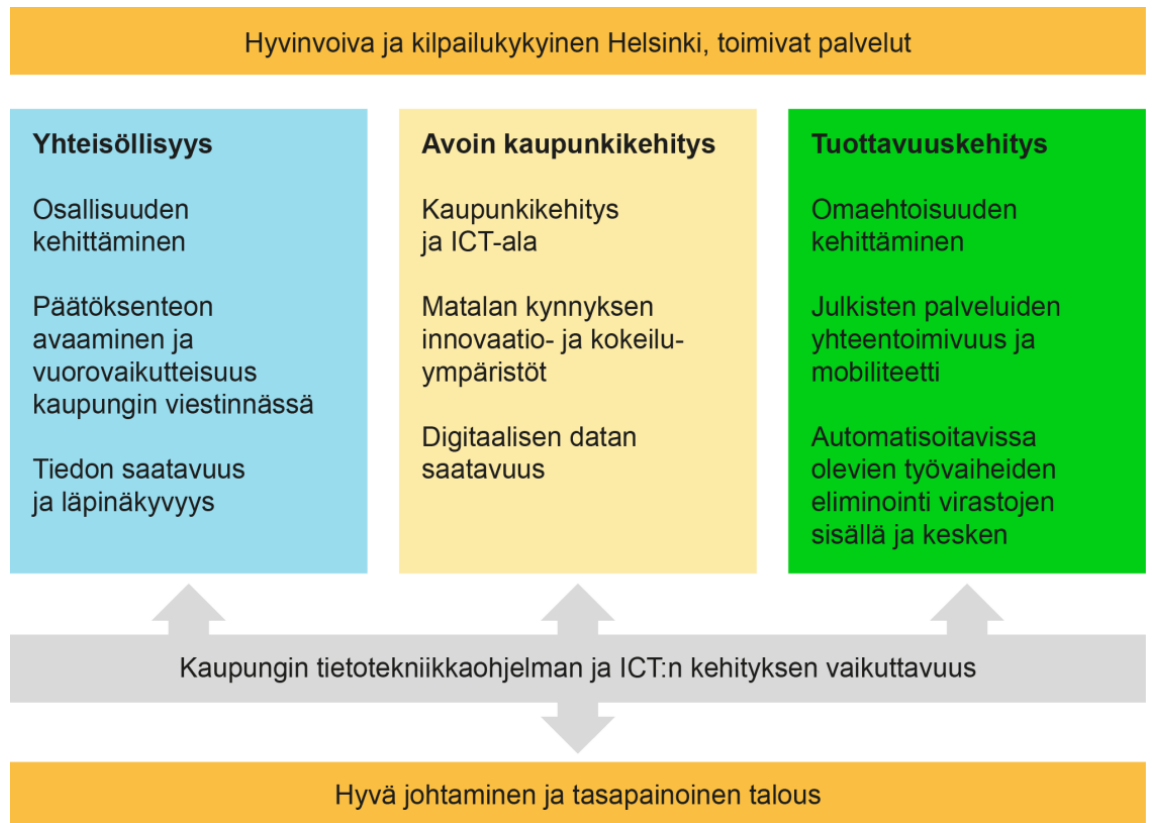 Hyvinvoiva ja kilpailukykyinen Helsinki, toimivat palvelut
Yhteisöllisyys
Osallisuuden
kehittäminen
Päätöksenteon
avaaminen ja
vuorovaikutteisuus
kaupungin viestinnässä
Tiedon saatavuus
ja läpinäkyvyys
Avoin kaupunkikehitys
Kaupunkikehitys
ja ICT-ala
Matalan kynnyksen
innovaatio- ja kokeilu-
ympäristöt
Digitaalisen datan
saatavuus
Tuottavuuskehitys
Omaehtoisuuden
kehittäminen
Julkisten palveluiden
yhteentoimivuus ja
mobiliteetti
Automatisoitavissa
olevien työvaiheiden
eliminointi virastojen
sisällä ja kesken
Kaupungin tietotekniikkaohjelman ja ICT:n kehityksen vaikuttavuus
Hyvä johtaminen ja tasapainoinen talous